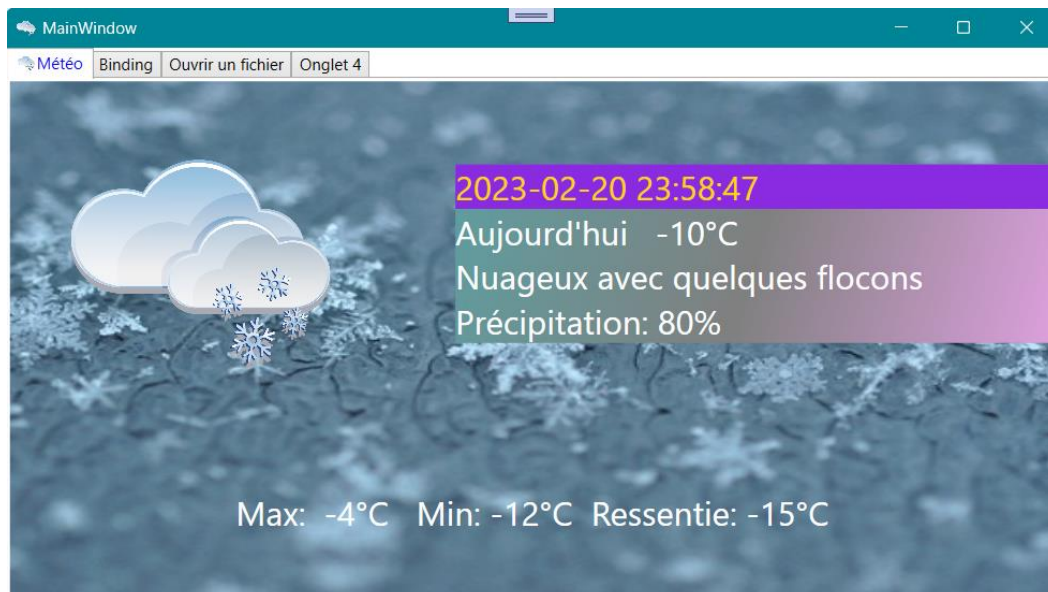 MainWindow
Météo Binding Ouvrir un fichier Onglet 4
2023-02-20 23:58:47
Aujourd'hui -10°C
Nuageux avec quelques flocons
Précipitation: 80%
Max: -4°C Min: -12°C Ressentie: -15°C